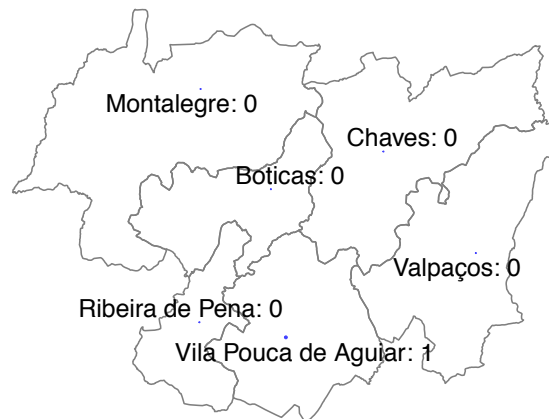 Montalegre: 0
Chaves: 0
Boticas: 0
Valpaços: 0
Ribeira de Pena: 0
Vila Pouca de Aguiar: 1